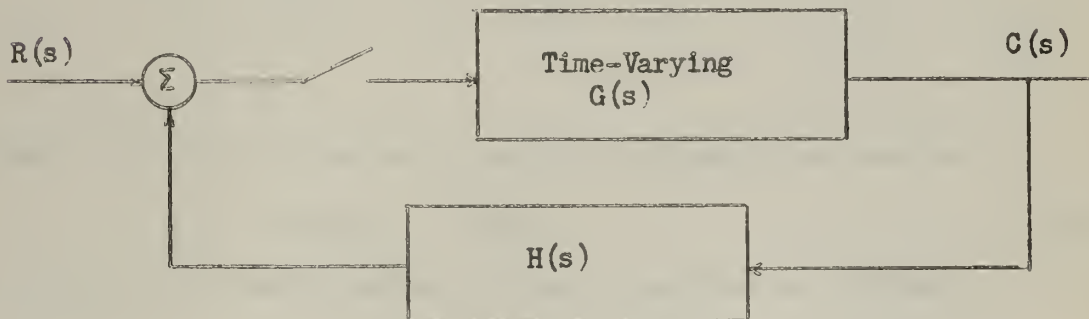 R(s)
Σ
Time-Varying
G(s)
C(s)
H(s)